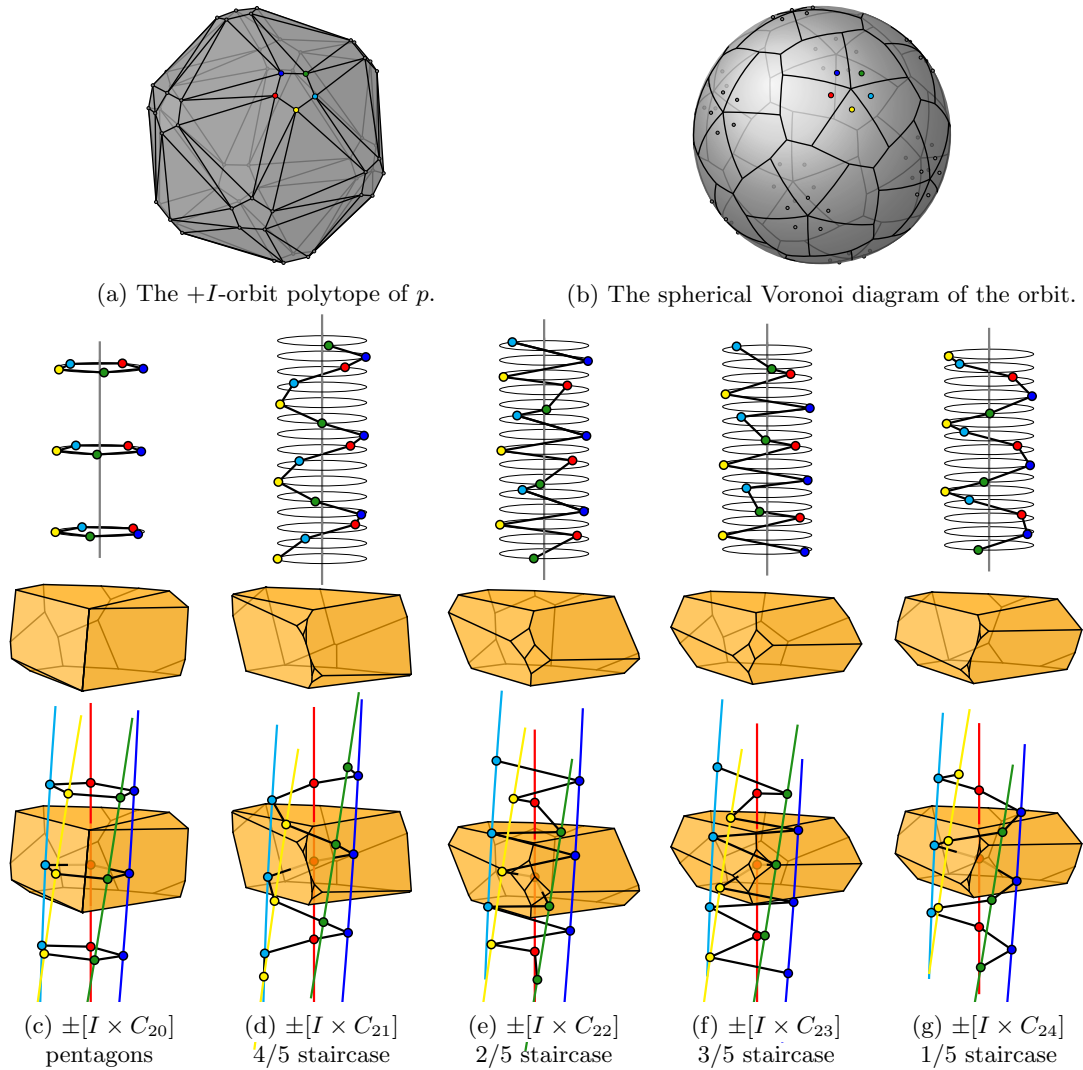 (a) The +I-orbit polytope of p.
(b) The spherical Voronoi diagram of the orbit.
(c) ±[I × C₂₀]
pentagons
(d) ±[I × C₂₁]
4/5 staircase
(e) ±[I × C₂₂]
2/5 staircase
(f) ±[I × C₂₃]
3/5 staircase
(g) ±[I × C₂₄]
1/5 staircase